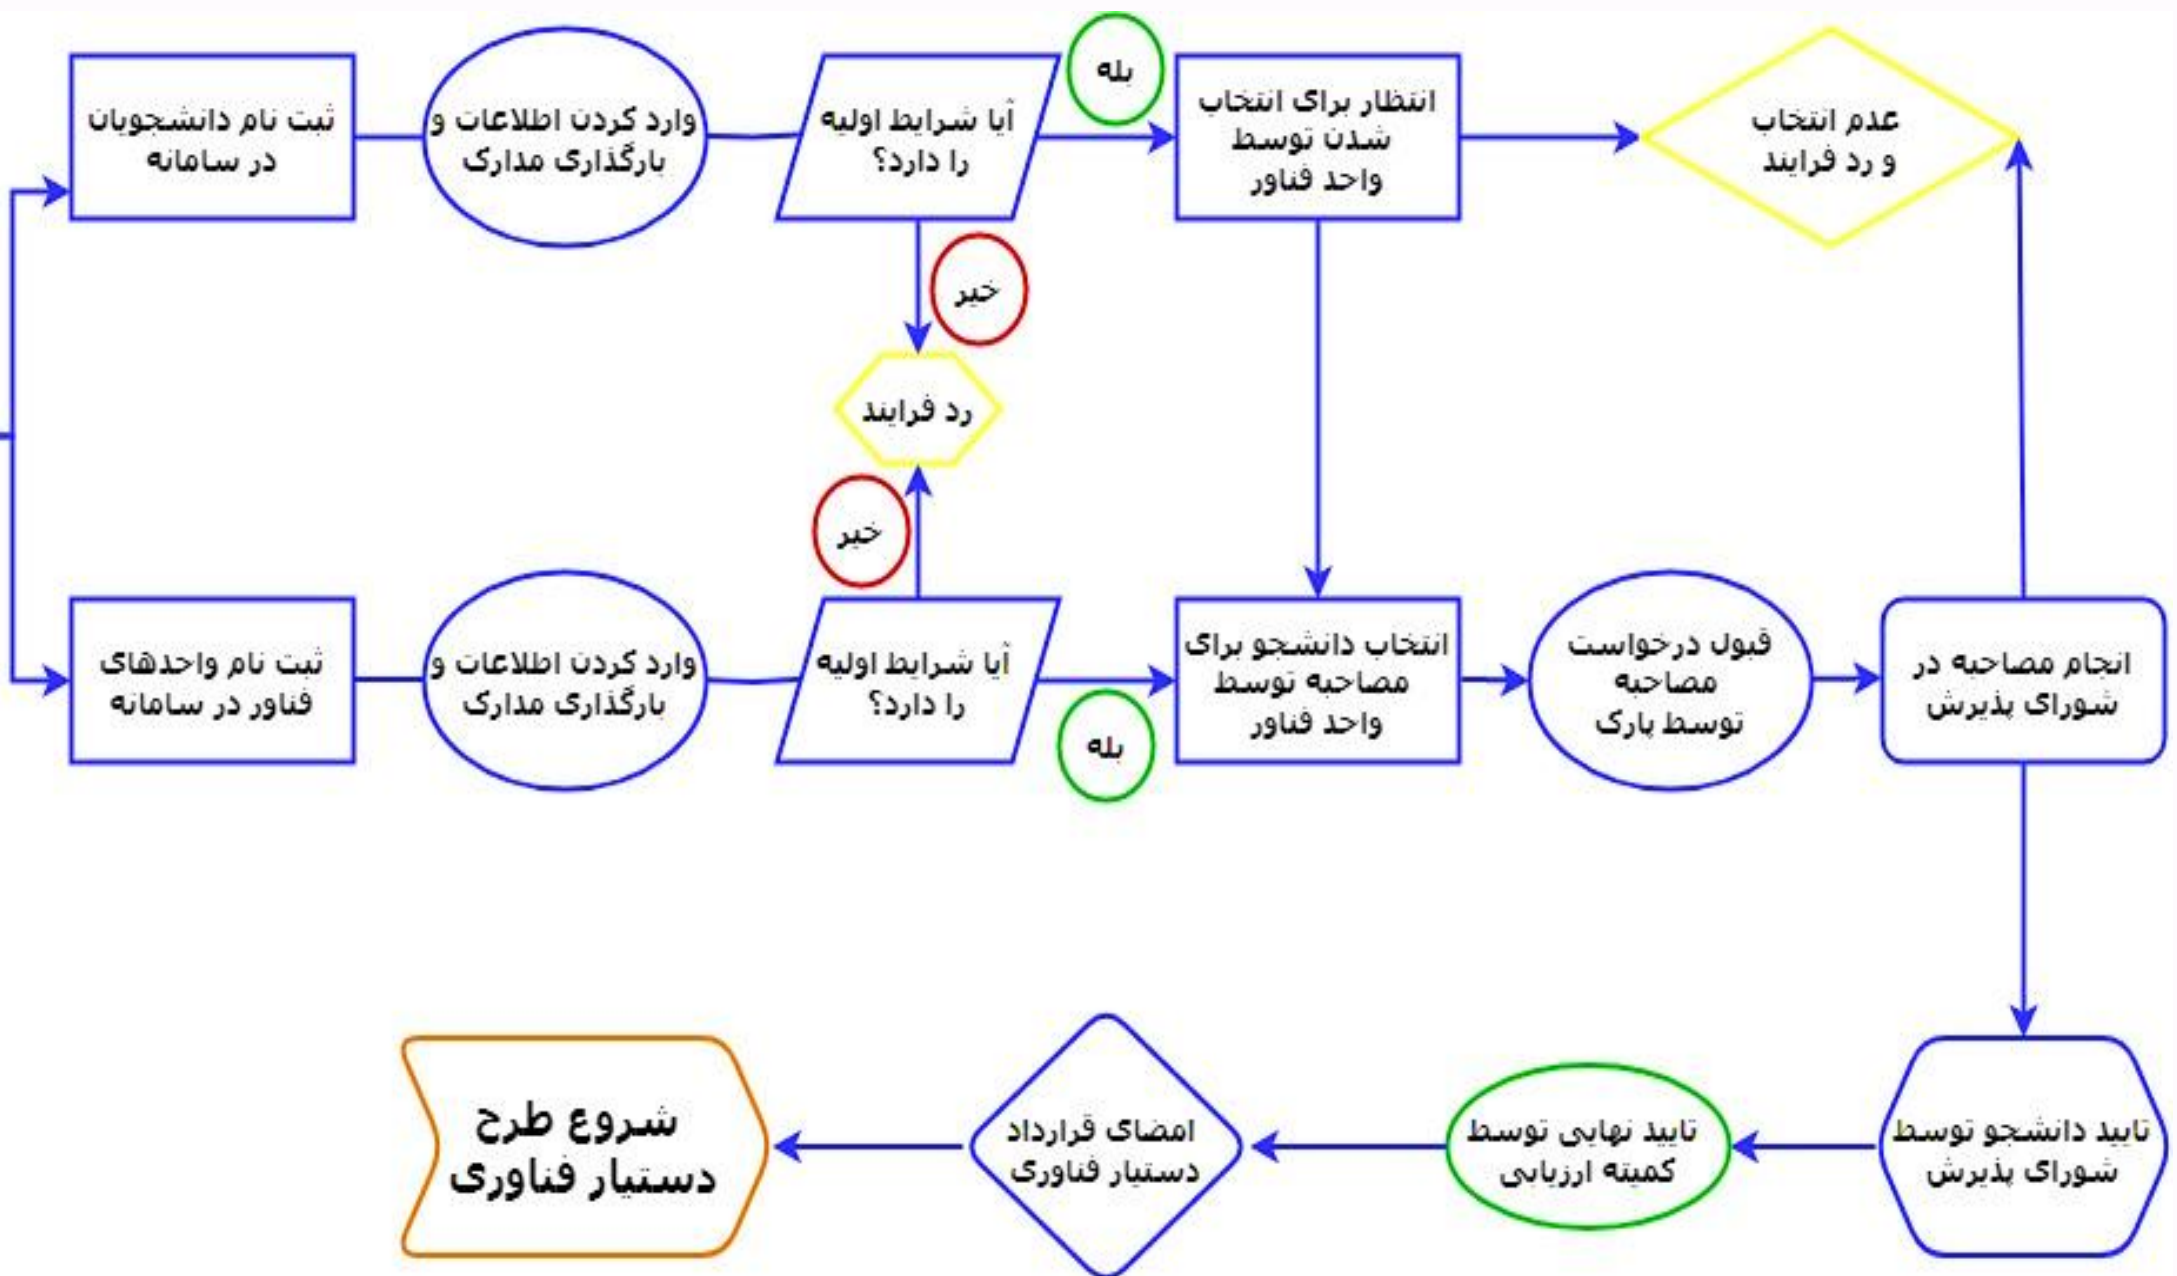 ثبت نام دانشجویان
در سامانه
وارد کردن اطلاعات و
بارگذاری مدارک
آیا شرایط اولیه
را دارد؟
بله
انتظار برای انتخاب
شدن توسط
واحد فناور
عدم انتخاب
و رد فرایند
خیر
رد فرایند
خیر
ثبت نام واحدهای
فناور در سامانه
وارد کردن اطلاعات و
بارگذاری مدارک
آیا شرایط اولیه
را دارد؟
بله
انتخاب دانشجو برای
مصاحبه توسط
واحد فناور
قبول درخواست
مصاحبه
توسط پارک
انجام مصاحبه در
شورای پذیرش
تایید دانشجو توسط
شورای پذیرش
تایید نهایی توسط
کمیته ارزیابی
امضای قرارداد
دستیار فناوری
شروع طرح
دستیار فناوری